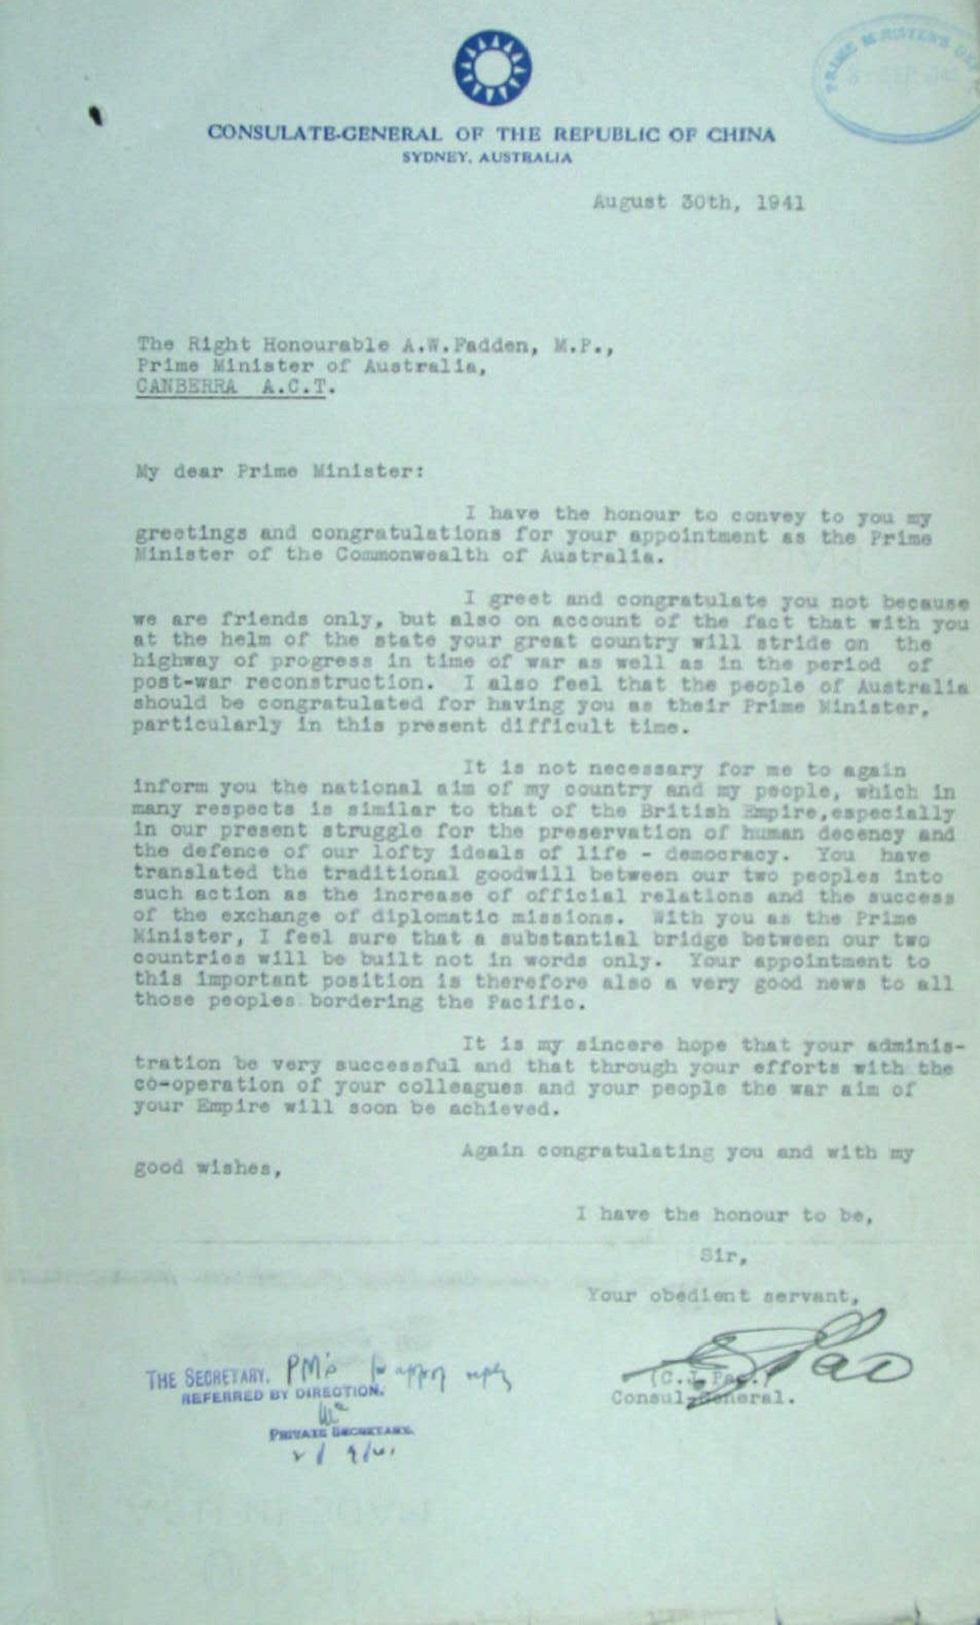 PRIME MINISTER'S
CONSULATE-GENERAL OF THE REPUBLIC OF CHINA
SYDNEY, AUSTRALIA
August 30th, 1941
The Right Honourable A.W.Fadden, M.P.,
Prime Minister of Australia,
CANBERRA A.C.T.
My dear Prime Minister:
I have the honour to convey to you my
greetings and congratulations for your appointment as the Prime
Minister of the Commonwealth of Australia.
I greet and congratulate you not because
we are friends only, but also on account of the fact that with you
at the helm of the state your great country will stride on the
highway of progress in time of war as well as in the period of
post-war reconstruction. I also feel that the people of Australia
should be congratulated for having you as their Prime Minister,
particularly in this present difficult time.
It is not necessary for me to again
inform you the national aim of my country and my people, which in
many respects is similar to that of the British Empire,especially
in our present struggle for the preservation of human decency and
the defence of our lofty ideals of life - democracy. You have
translated the traditional goodwill between our two peoples into
such action as the increase of official relations and the success
of the exchange of diplomatic missions. With you as the Prime
Minister, I feel sure that a substantial bridge between our two
countries will be built not in words only. Your appointment to
this important position is therefore also a very good news to all
those peoples bordering the Pacific.
It is my sincere hope that your adminis-
tration be very successful and that through your efforts with the
co-operation of your colleagues and your people the war aim of
your Empire will soon be achieved.
Again congratulating you and with my
good wishes,
I have the honour to be,
Sir,
Your obedient servant,
(C.J. Pao.)
Consul-General.
THE SECRETARY. PM's for approp reply
REFERRED BY DIRECTION.
PRIVATE SECRETARY.
2/9/41